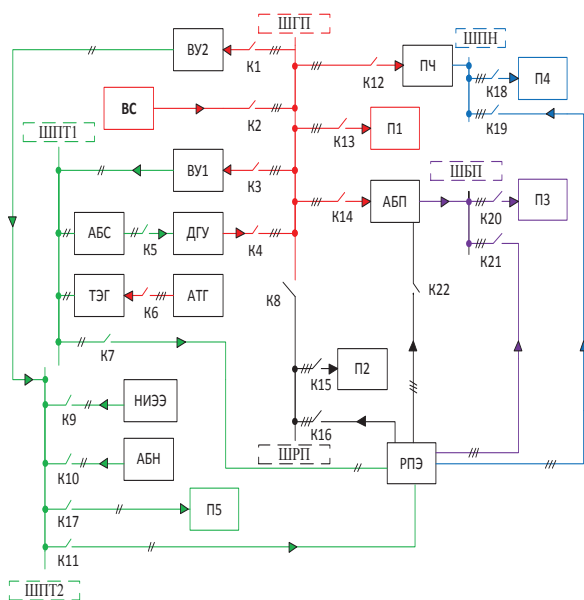 ШГП
ВУ2
К1
К12
ПЧ
ШПН
К18
П4
ВС
К2
К13
П1
К19
ШПТ1
ВУ1
К3
ШБП
К14
АБП
К20
П3
АБС
К5
ДГУ
К4
К21
ТЭГ
К6
АТГ
К8
К22
К7
К15
П2
К9
НИЭЭ
К16
ШРП
РПЭ
К10
АБН
К17
П5
К11
ШПТ2